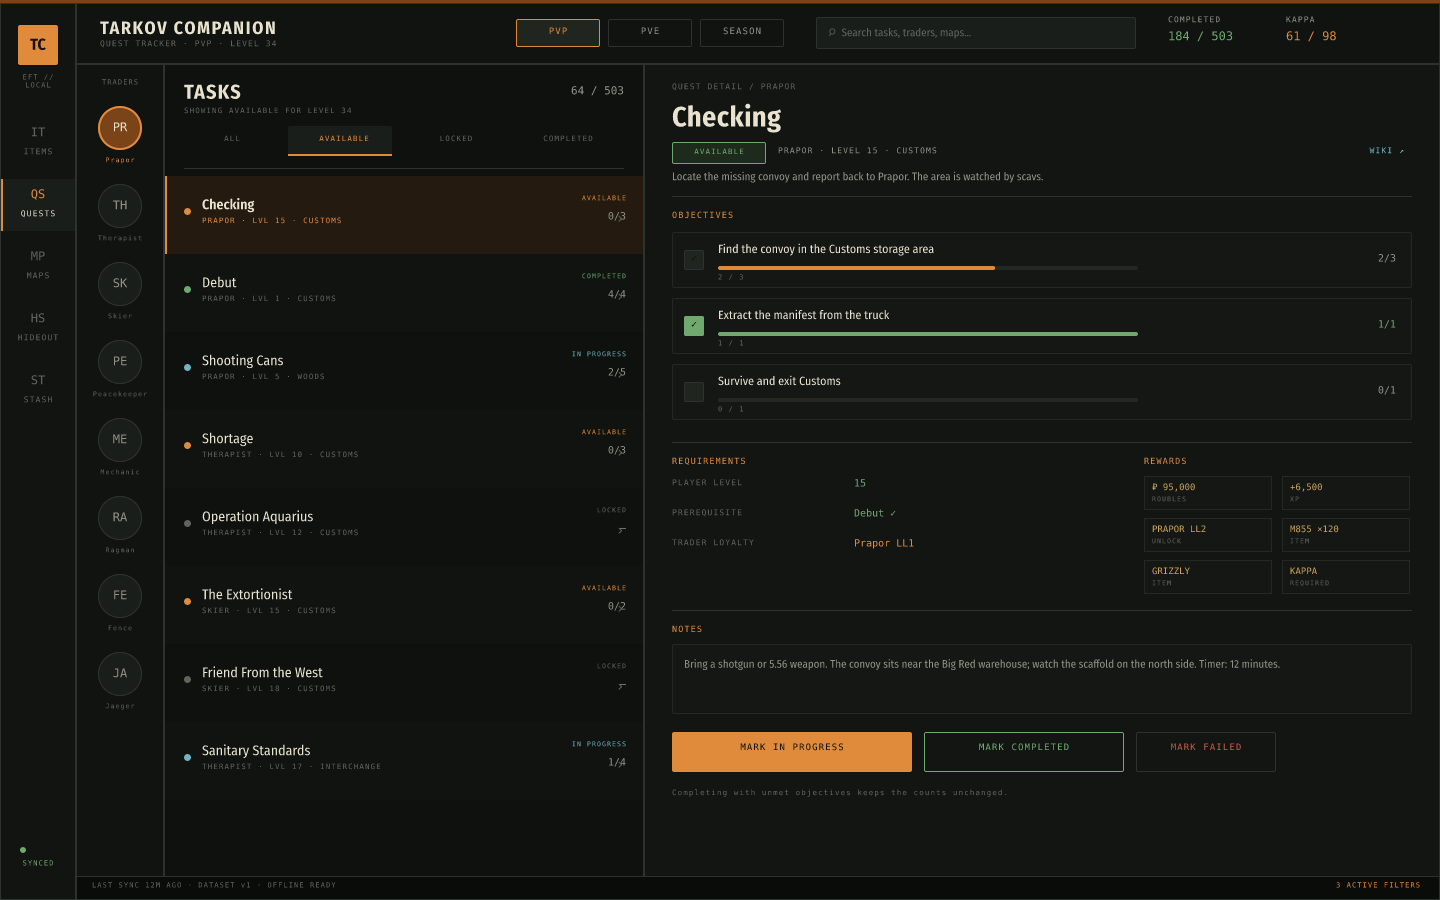 TC
EFT //
LOCAL
IT
ITEMS
QS
QUESTS
MP
MAPS
HS
HIDEOUT
ST
STASH
SYNCED
TARKOV COMPANION
QUEST TRACKER · PVP · LEVEL 34
PVP
PVE
SEASON
Search tasks, traders, maps…
COMPLETED
184 / 503
KAPPA
61 / 98
TRADERS
PR
Prapor
TH
Therapist
SK
Skier
PE
Peacekeeper
ME
Mechanic
RA
Ragman
FE
Fence
JA
Jaeger
TASKS
64 / 503
SHOWING AVAILABLE FOR LEVEL 34
ALL
AVAILABLE
LOCKED
COMPLETED
Checking
AVAILABLE
PRAPOR · LVL 15 · CUSTOMS
0/3
Debut
COMPLETED
PRAPOR · LVL 1 · CUSTOMS
4/4
Shooting Cans
IN PROGRESS
PRAPOR · LVL 5 · WOODS
2/5
Shortage
AVAILABLE
THERAPIST · LVL 10 · CUSTOMS
0/3
Operation Aquarius
LOCKED
THERAPIST · LVL 12 · CUSTOMS
—
The Extortionist
AVAILABLE
SKIER · LVL 15 · CUSTOMS
0/2
Friend From the West
LOCKED
SKIER · LVL 18 · CUSTOMS
—
Sanitary Standards
IN PROGRESS
THERAPIST · LVL 17 · INTERCHANGE
1/4
QUEST DETAIL / PRAPOR
Checking
AVAILABLE
PRAPOR · LEVEL 15 · CUSTOMS
WIKI ↗
Locate the missing convoy and report back to Prapor. The area is watched by scavs.
OBJECTIVES
✓
Find the convoy in the Customs storage area
2/3
2 / 3
✓
Extract the manifest from the truck
1/1
1 / 1
Survive and exit Customs
0/1
0 / 1
REQUIREMENTS
PLAYER LEVEL
15
PREREQUISITE
Debut ✓
TRADER LOYALTY
Prapor LL1
REWARDS
₽ 95,000
ROUBLES
+6,500
XP
PRAPOR LL2
UNLOCK
M855 ×120
ITEM
GRIZZLY
ITEM
KAPPA
REQUIRED
NOTES
Bring a shotgun or 5.56 weapon. The convoy sits near the Big Red warehouse; watch the scaffold on the north side. Timer: 12 minutes.
MARK IN PROGRESS
MARK COMPLETED
MARK FAILED
Completing with unmet objectives keeps the counts unchanged.
LAST SYNC 12M AGO · DATASET v1 · OFFLINE READY
3 ACTIVE FILTERS